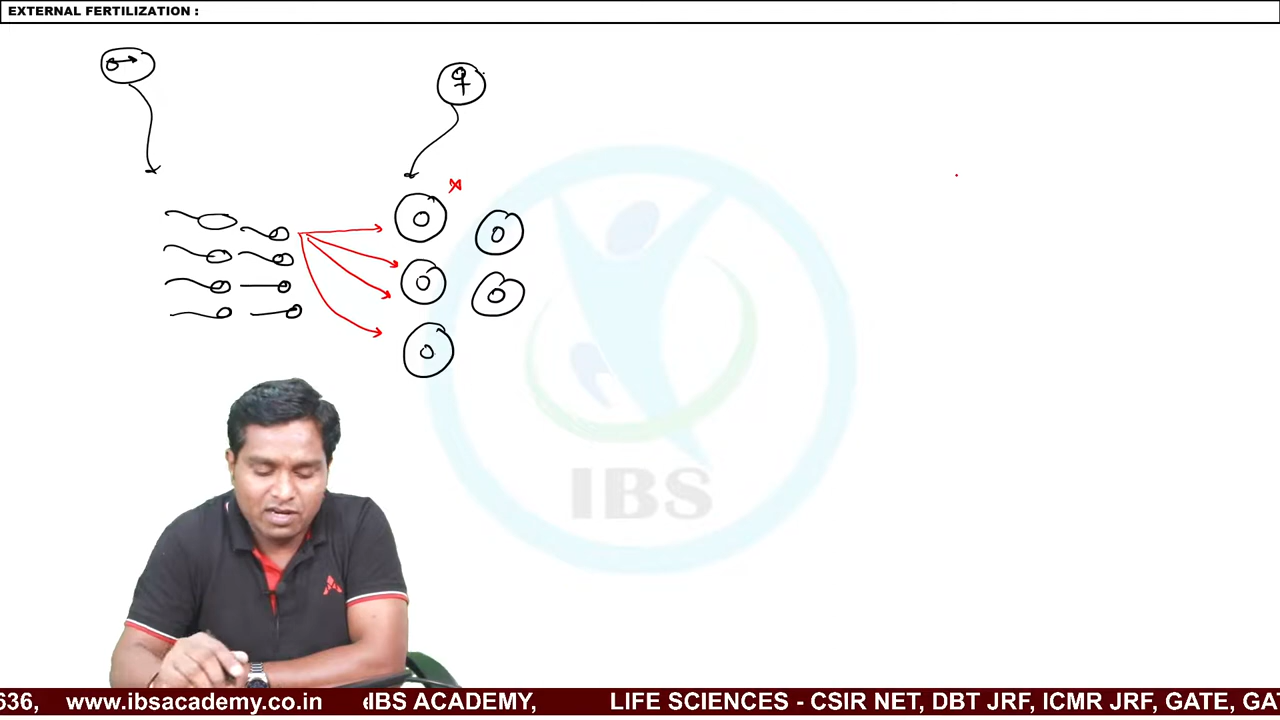 EXTERNAL FERTILIZATION :
♂
♀
IBS
636, www.ibsacademy.co.in IBS ACADEMY, LIFE SCIENCES - CSIR NET, DBT JRF, ICMR JRF, GATE, GA